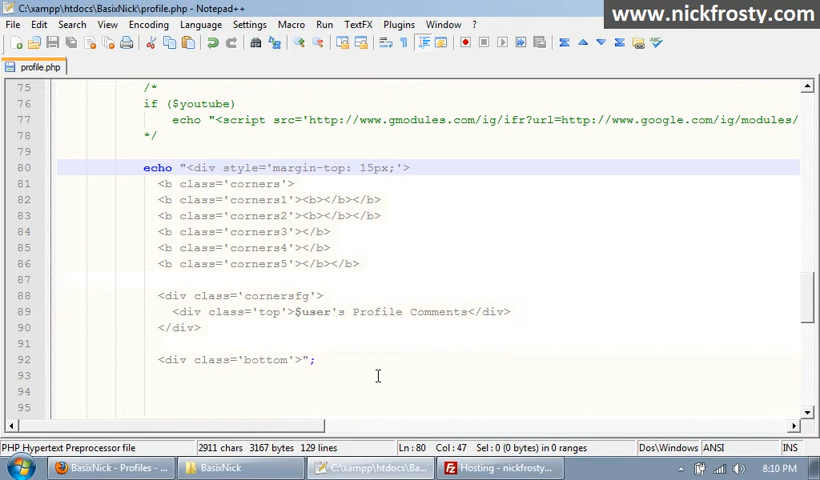 C:\xampp\htdocs\BasixNick\profile.php - Notepad++
www.nickfrosty.com
File Edit Search View Encoding Language Settings Macro Run TextFX Plugins Window ?
profile.php
75 /*
76 if ($youtube)
77 echo "<script src='http://www.gmodules.com/ig/ifr?url=http://www.google.com/ig/modules/
78 */
79
80 echo "<div style='margin-top: 15px;'>
81 <b class='corners'>
82 <b class='corners1'><b></b></b>
83 <b class='corners2'><b></b></b>
84 <b class='corners3'></b>
85 <b class='corners4'></b>
86 <b class='corners5'></b></b>
87
88 <div class='cornersfg'>
89 <div class='top'>$user's Profile Comments</div>
90 </div>
91
92 <div class='bottom'>";
93
94
95
PHP Hypertext Preprocessor file 2911 chars 3167 bytes 129 lines Ln : 80 Col : 47 Sel : 0 (0 bytes) in 0 ranges Dos\Windows ANSI INS
BasixNick - Profiles - ... BasixNick C:\xampp\htdocs\Ba... Hosting - nickfrosty... 8:10 PM